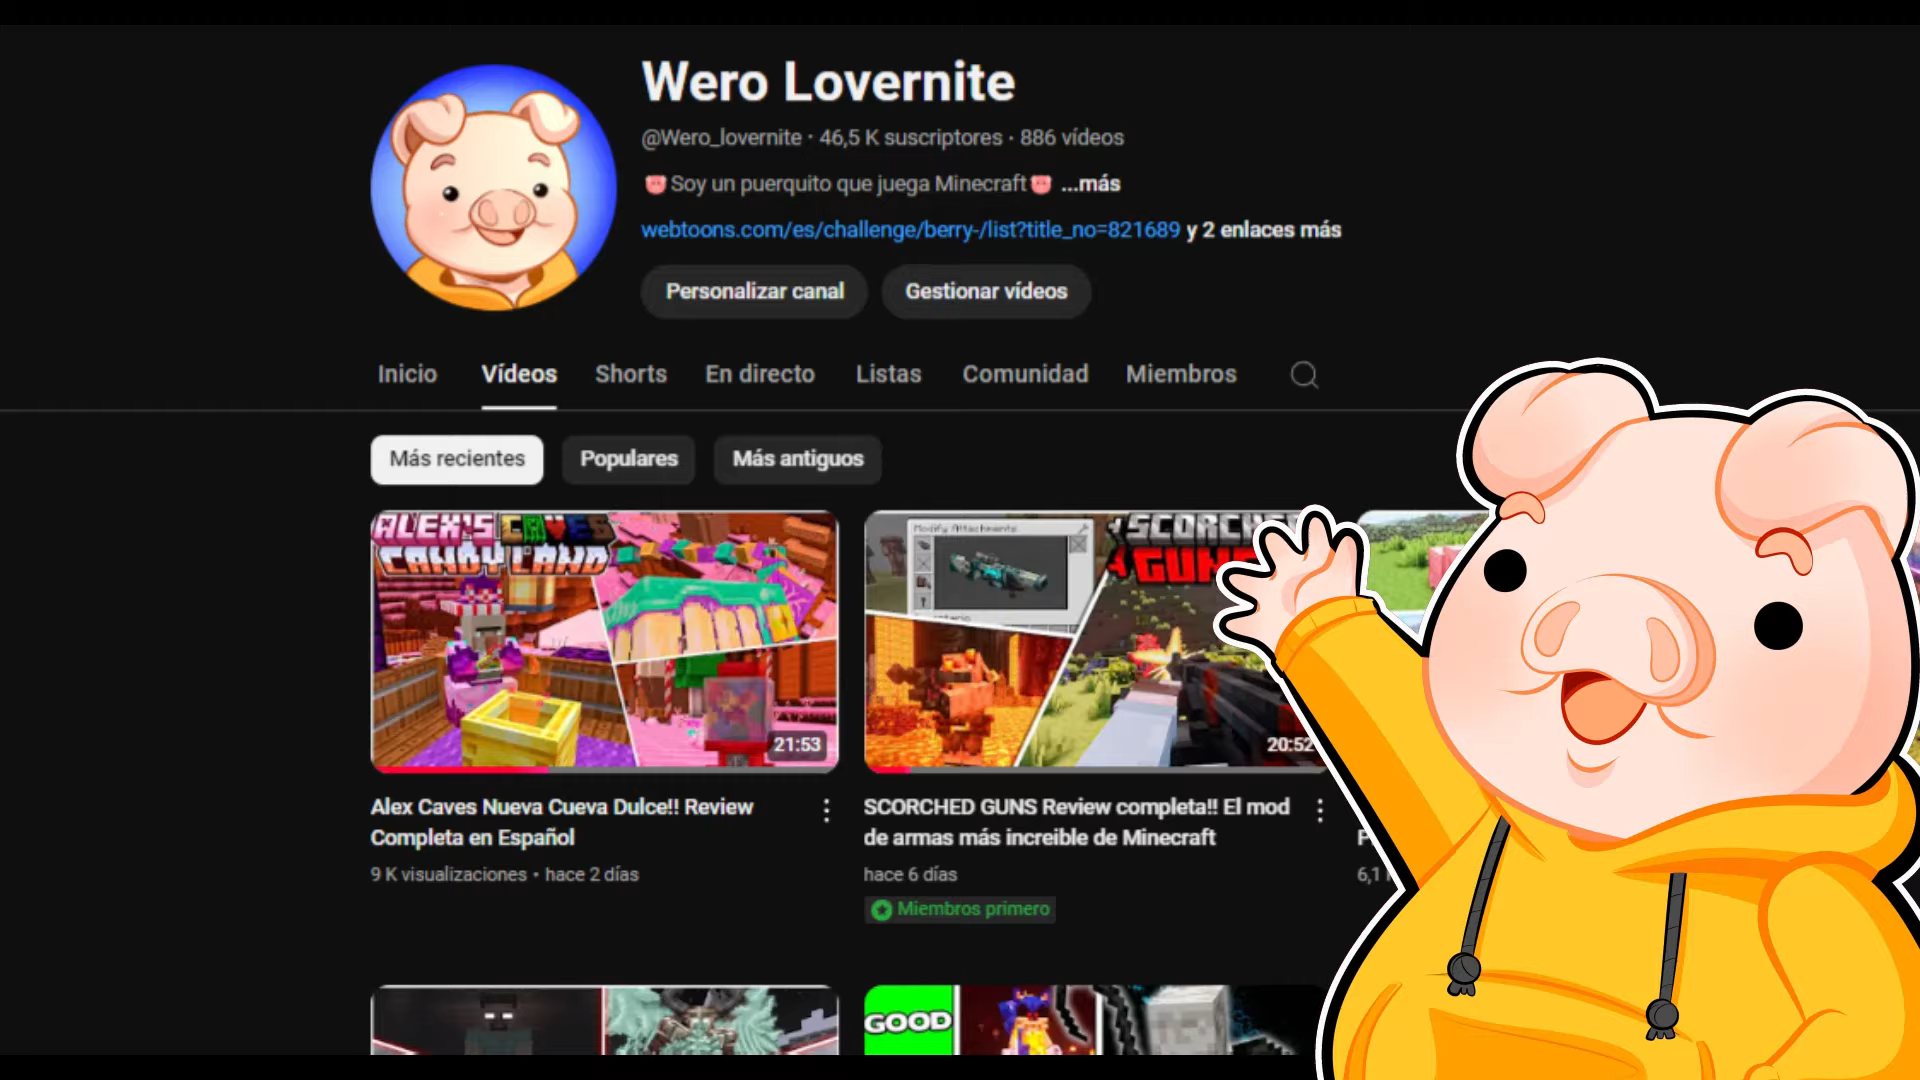 Wero Lovernite
@Wero_lovernite · 46,5 K suscriptores · 886 vídeos
Soy un puerquito que juega Minecraft ...más
webtoons.com/es/challenge/berry-/list?title_no=821689 y 2 enlaces más
Personalizar canal Gestionar vídeos
Inicio Vídeos Shorts En directo Listas Comunidad Miembros
Más recientes Populares Más antiguos
ALEX'S CAVES
CANDY LAND
Modify Attachments
21:53
20:52
Alex Caves Nueva Cueva Dulce!! Review
Completa en Español
9 K visualizaciones • hace 2 días
SCORCHED GUNS Review completa!! El mod
de armas más increible de Minecraft
hace 6 días
Miembros primero
6,1
GOOD